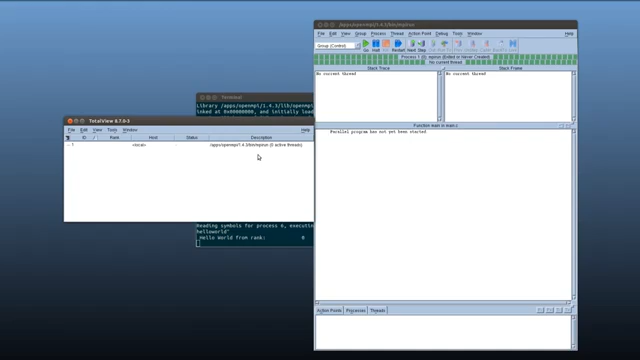 /apps/openmpi/1.4.3/bin/mpirun
File Edit View Group Process Thread Action Point Debug Tools Window Help
Group (Control)
Go Halt Kill Restart Next Step Out Run To
Process 1 (0): mpirun (Exited or Never Created)
No current thread
Stack Trace Stack Frame
No current thread No current thread
Function main in main.c
Parallel program has not yet been started
Action Points Processes Threads
Terminal
Library /apps/openmpi/1.4.3/lib/openmpi
linked at 0x00000000, and initially load
TotalView 8.7.0-3
File Edit View Tools Window Help
ID Rank Host Status Description
1 <local> /apps/openmpi/1.4.3/bin/mpirun (0 active threads)
Reading symbols for process 6, executing
helloworld"
Hello World from rank: 0